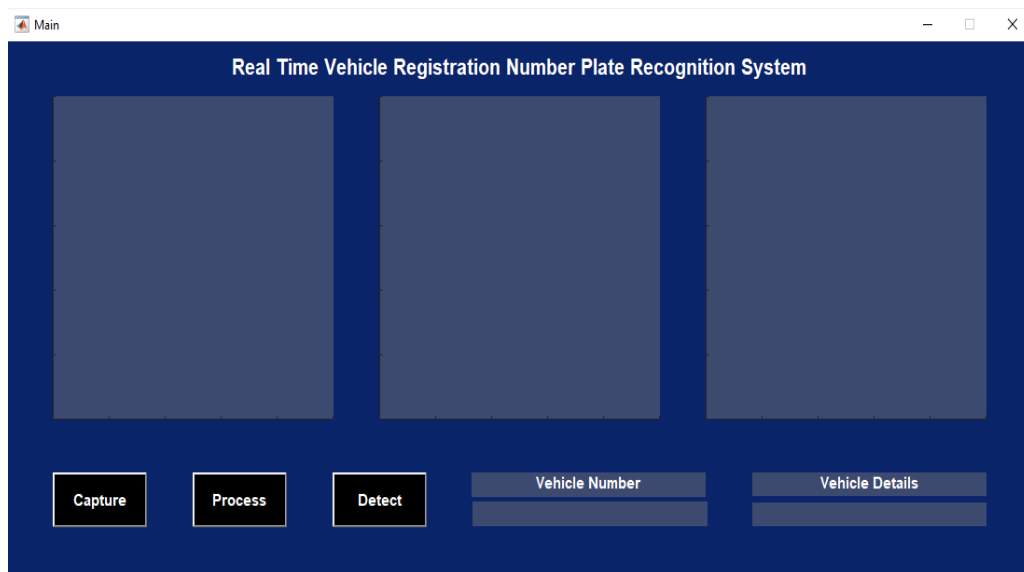 Main
Real Time Vehicle Registration Number Plate Recognition System
Capture
Process
Detect
Vehicle Number
Vehicle Details